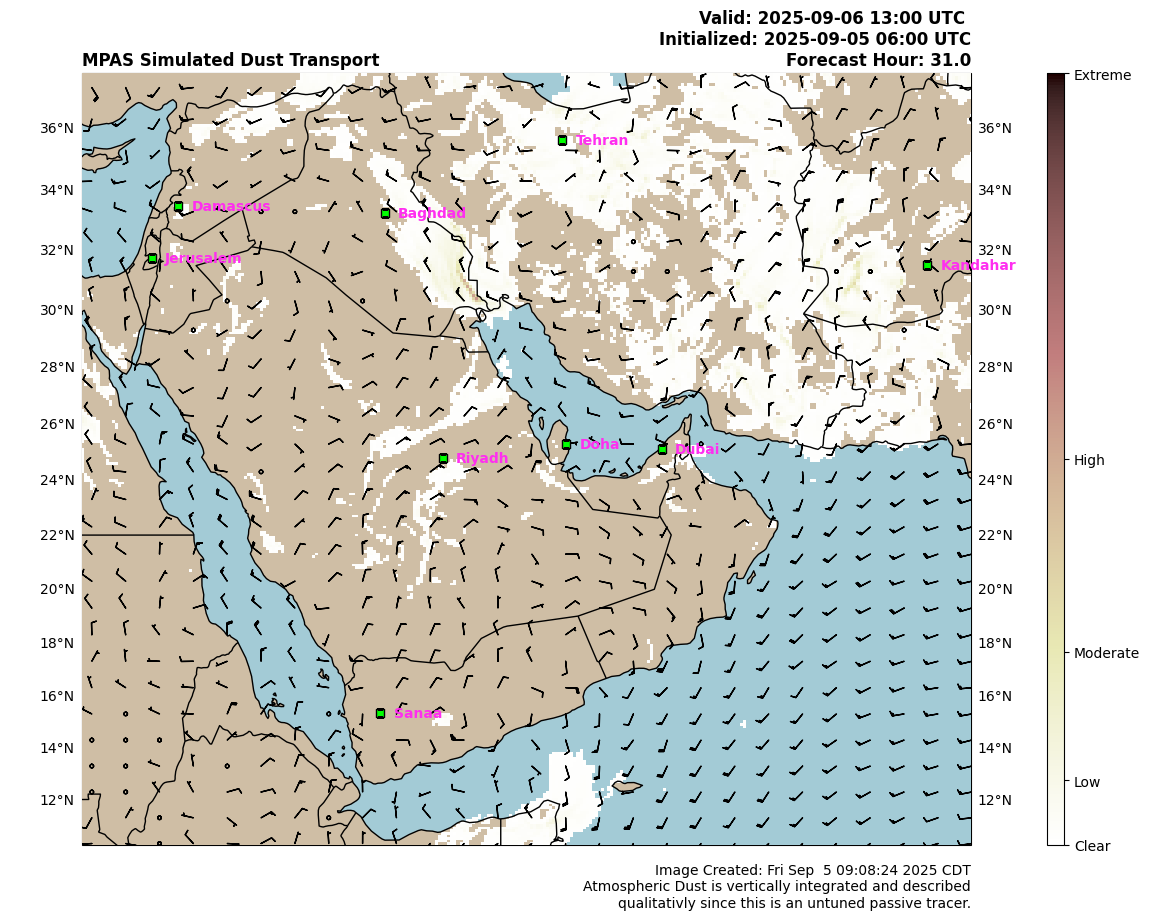 Valid: 2025-09-06 13:00 UTC
Initialized: 2025-09-05 06:00 UTC
MPAS Simulated Dust Transport
Forecast Hour: 31.0
Extreme
36°N
36°N
Tehran
34°N
34°N
Damascus
Baghdad
32°N
32°N
Jerusalem
Kandahar
30°N
30°N
28°N
28°N
26°N
26°N
Doha
Dubai
Riyadh
High
24°N
24°N
22°N
22°N
20°N
20°N
18°N
18°N
Moderate
16°N
16°N
Sanaa
14°N
14°N
Low
12°N
12°N
Clear
Image Created: Fri Sep  5 09:08:24 2025 CDT
Atmospheric Dust is vertically integrated and described
qualitativly since this is an untuned passive tracer.